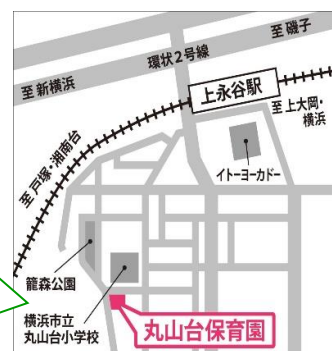 至 磯子
環状2号線
至 新横浜
上永谷駅
至 上大岡・
横浜
至 戸塚・湘南台
イトーヨーカドー
籠森公園
横浜市立
丸山台小学校
丸山台保育園